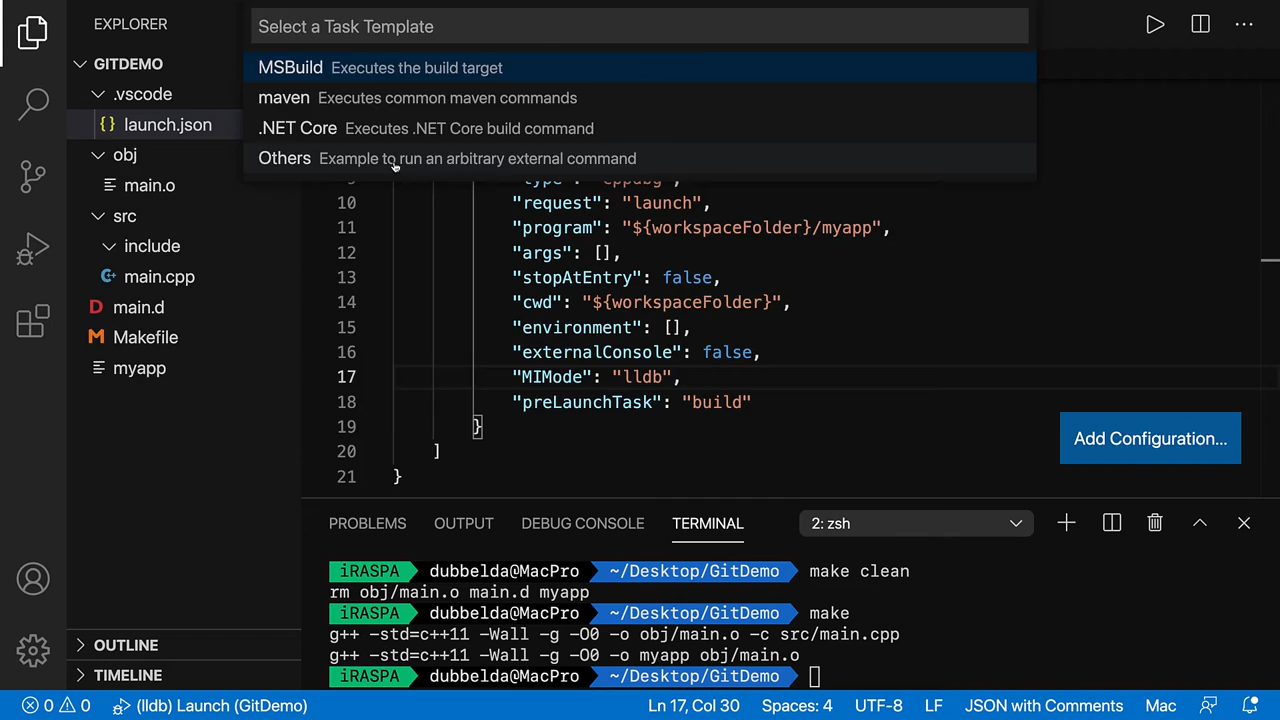 EXPLORER
GITDEMO
.vscode
{} launch.json
obj
main.o
src
include
main.cpp
D main.d
M Makefile
myapp
OUTLINE
TIMELINE
Select a Task Template
MSBuild Executes the build target
maven Executes common maven commands
.NET Core Executes .NET Core build command
Others Example to run an arbitrary external command
10 "request": "launch",
11 "program": "${workspaceFolder}/myapp",
12 "args": [],
13 "stopAtEntry": false,
14 "cwd": "${workspaceFolder}",
15 "environment": [],
16 "externalConsole": false,
17 "MIMode": "lldb",
18 "preLaunchTask": "build"
19 }
20 ]
21 }
Add Configuration...
PROBLEMS OUTPUT DEBUG CONSOLE TERMINAL 2: zsh
iRASPA dubbelda@MacPro ~/Desktop/GitDemo make clean
rm obj/main.o main.d myapp
iRASPA dubbelda@MacPro ~/Desktop/GitDemo make
g++ -std=c++11 -Wall -g -O0 -o obj/main.o -c src/main.cpp
g++ -std=c++11 -Wall -g -O0 -o myapp obj/main.o
iRASPA dubbelda@MacPro ~/Desktop/GitDemo
0 0 (lldb) Launch (GitDemo) Ln 17, Col 30 Spaces: 4 UTF-8 LF JSON with Comments Mac